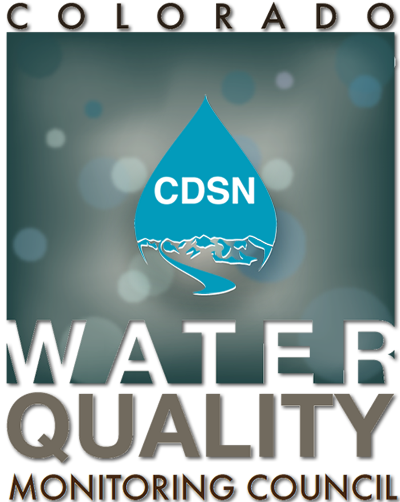 COLORADO
CDSN
WATER
QUALITY
MONITORING COUNCIL